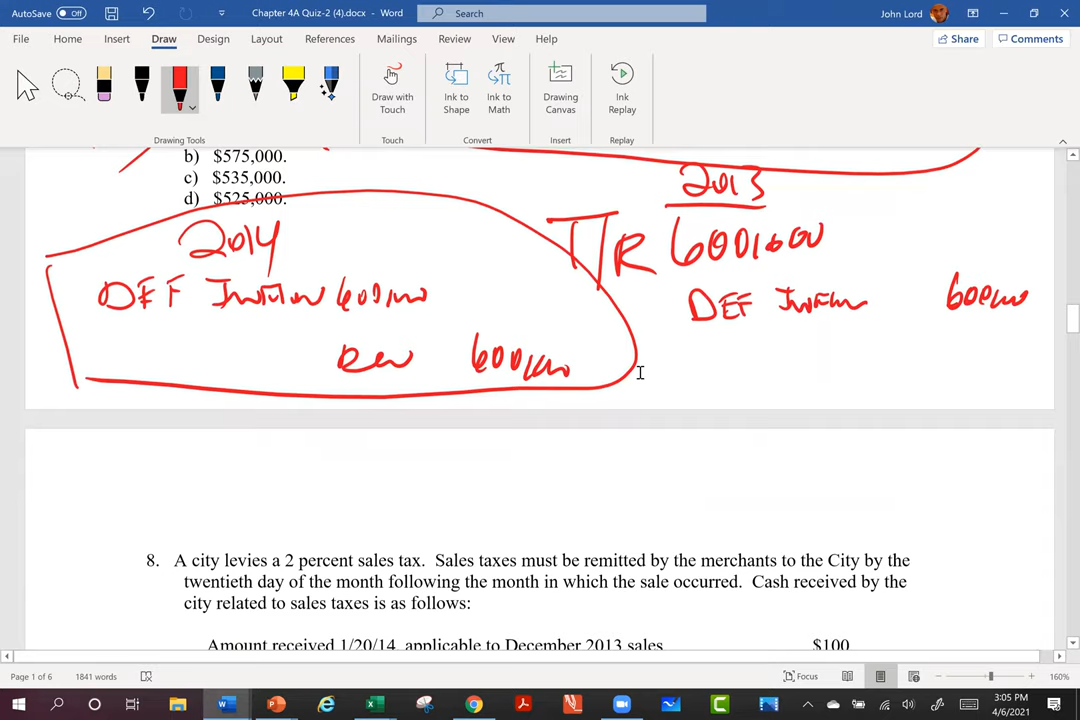 AutoSave Off Chapter 4A Quiz-2 (4).docx - Word Search John Lord
File Home Insert Draw Design Layout References Mailings Review View Help Share Comments
Draw with Touch Ink to Shape Ink to Math Drawing Canvas Ink Replay
Drawing Tools Touch Convert Insert Replay
b) $575,000.
c) $535,000.
d) $525,000.
2013
2014
T/R 600,000
DEF Inflow 600,000
DEF Inflow 600,000
Rev 600,000
8. A city levies a 2 percent sales tax. Sales taxes must be remitted by the merchants to the City by the
twentieth day of the month following the month in which the sale occurred. Cash received by the
city related to sales taxes is as follows:
Amount received 1/20/14, applicable to December 2013 sales $100
Page 1 of 6 1841 words Focus 160%
3:05 PM
4/6/2021